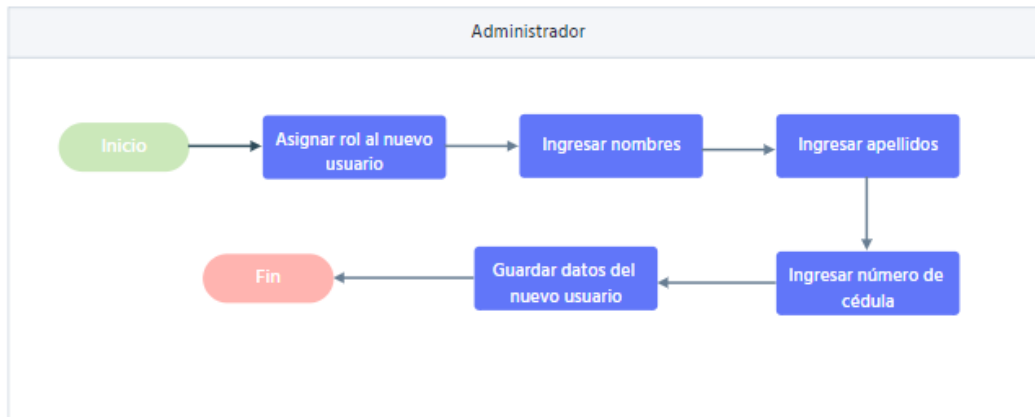 Administrador
Inicio
Asignar rol al nuevo
usuario
Ingresar nombres
Ingresar apellidos
Ingresar número de
cédula
Guardar datos del
nuevo usuario
Fin